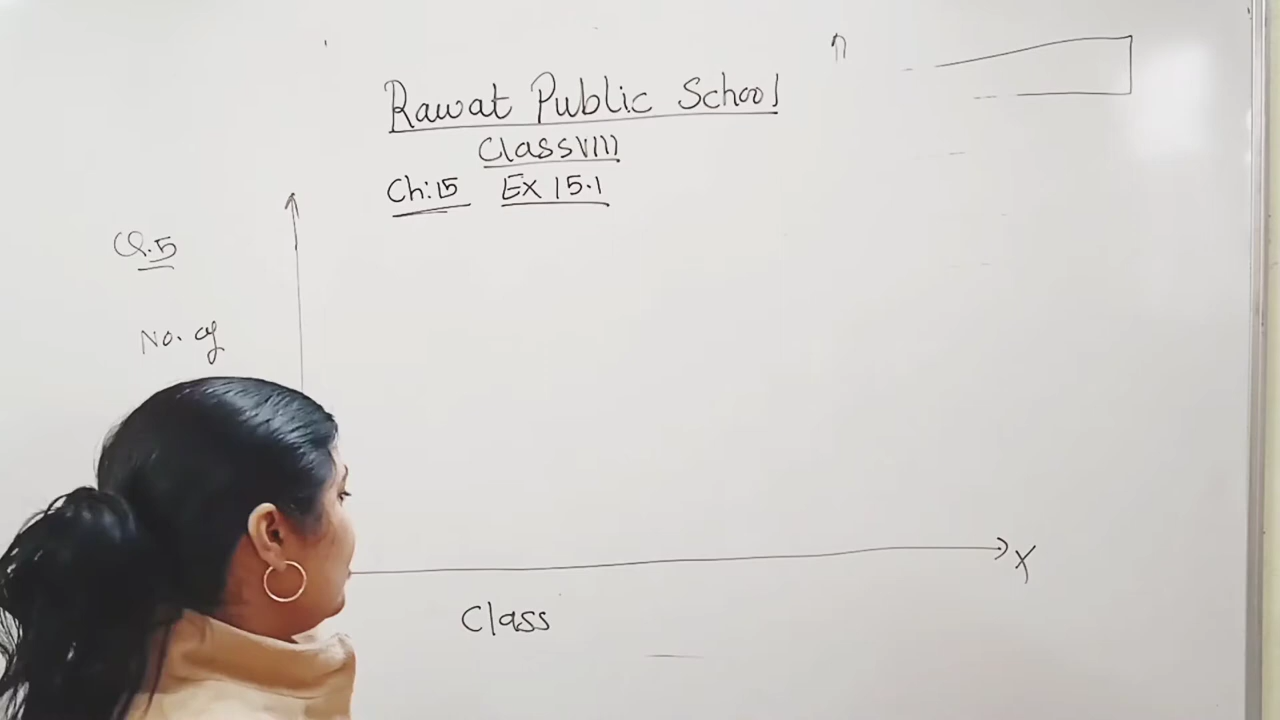 Rawat Public School
Class VIII
Ch:15 Ex 15.1
Q.5
No. of
X
Class